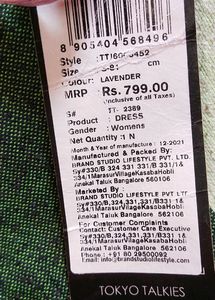 8 905404 568496
Style : TTJ6 452
Size :
Colour: LAVENDER
MRP : Rs. 799.00
(Inclusive of all Taxes)
S# : TT- 2389
Product : DRESS
Gender : Womens
Net Quantity :1 N
Month & Year of manufacture : 12-2021
Manufactured & Packed By:
BRAND STUDIO LIFESTYLE PVT. LTD.
Sy#330/B, 324,331,331/B 331/1&
334/1MarasurVillageKasabaHobli
Anekal Taluk Bangalore 562106
Marketed By :
BRAND STUDIO LIFESTYLE PVT LTD
Sy#330/B,324,331,331/B331/1&
334/1MarasurVillageKasabaHobli
Anekal Taluk Bangalore 562106
For Customer Complaints
Contact: Customer Care Executive
Sy#330/B,324,331,331/B331/1&
334/1MarasurVillageKasabaHobli
Anekal Taluk Bangalore 562106
Phone : +91 80 29500092
Email :info@brandstudiolifestyle.com
TOKYO TALKIES